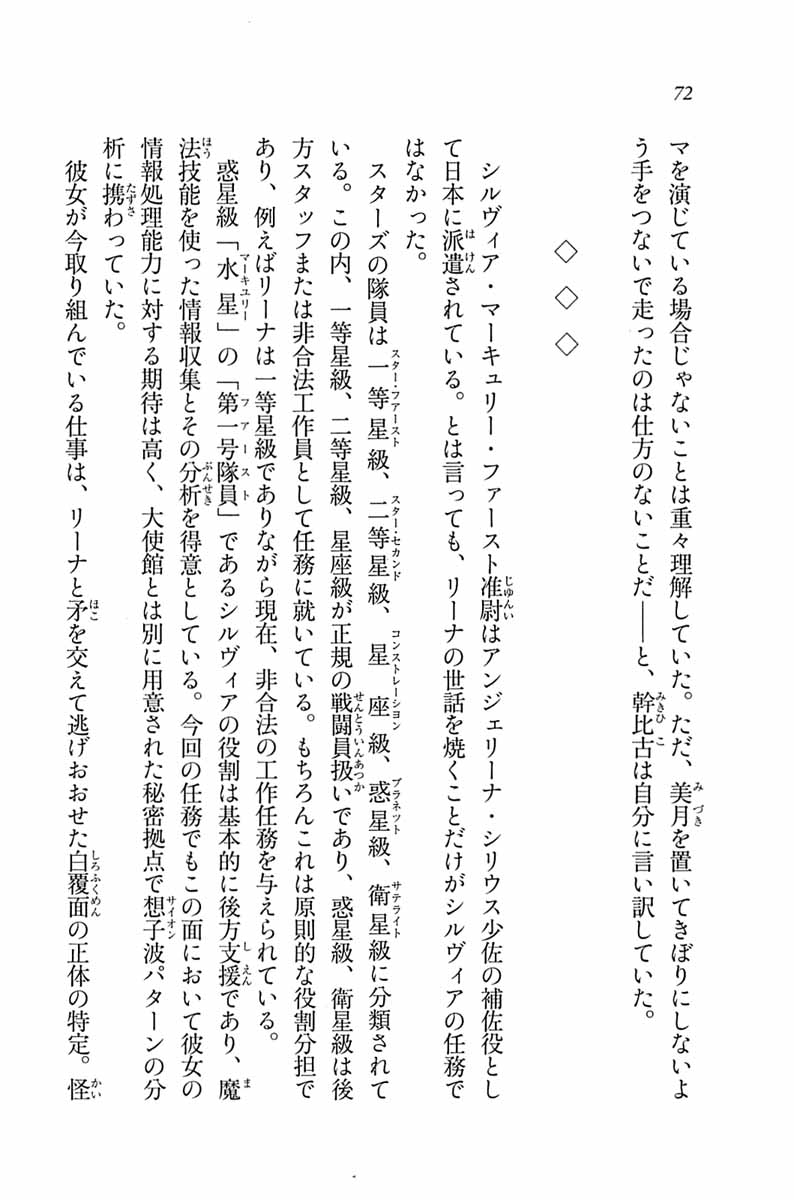 72
マを演じている場合じゃないことは重々理解していた。ただ、美月を置いてきぼりにしないよ
う手をつないで走ったのは仕方のないことだ――と、幹比古は自分に言い訳していた。
◇ ◇ ◇
シルヴィア・マーキュリー・ファースト准尉はアンジェリーナ・シリウス少佐の補佐役とし
て日本に派遣されている。とは言っても、リーナの世話を焼くことだけがシルヴィアの任務で
はなかった。
スターズの隊員は一等星級、二等星級、星座級、惑星級、衛星級に分類されて
いる。この内、一等星級、二等星級、星座級が正規の戦闘員扱いであり、惑星級、衛星級は後
方スタッフまたは非合法工作員として任務に就いている。もちろんこれは原則的な役割分担で
あり、例えばリーナは一等星級でありながら現在、非合法の工作任務を与えられている。
惑星級「水星」の「第一号隊員」であるシルヴィアの役割は基本的に後方支援であり、魔
法技能を使った情報収集とその分析を得意としている。今回の任務でもこの面において彼女の
情報処理能力に対する期待は高く、大使館とは別に用意された秘密拠点で想子波パターンの分
析に携わっていた。
彼女が今取り組んでいる仕事は、リーナと矛を交えて逃げおおせた白覆面の正体の特定。怪